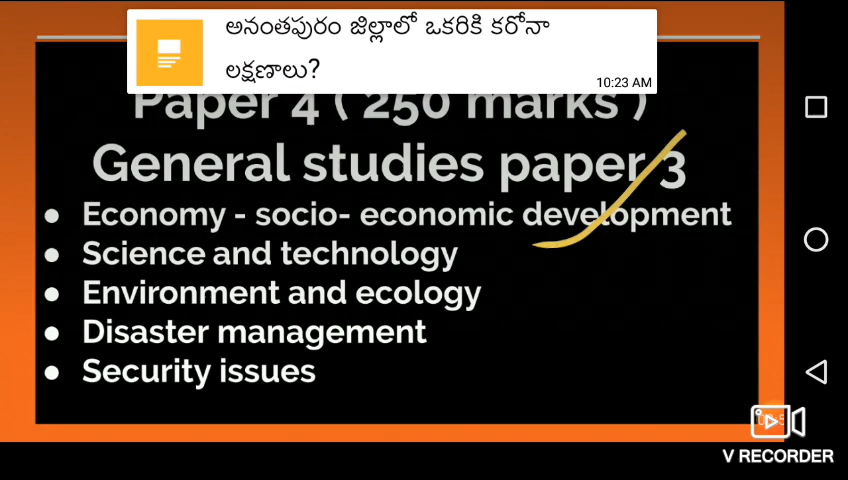 అనంతపురం జిల్లాలో ఒకరికి కరోనా
లక్షణాలు?
10:23 AM
Paper 4 ( 250 marks )
General studies paper 3
● Economy - socio- economic development
● Science and technology
● Environment and ecology
● Disaster management
● Security issues
V RECORDER